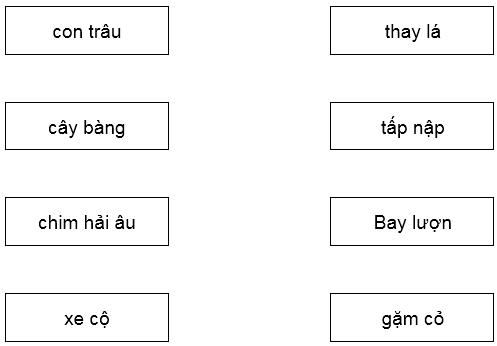 con trâu
thay lá
cây bàng
tấp nập
chim hải âu
Bay lượn
xe cộ
gặm cỏ